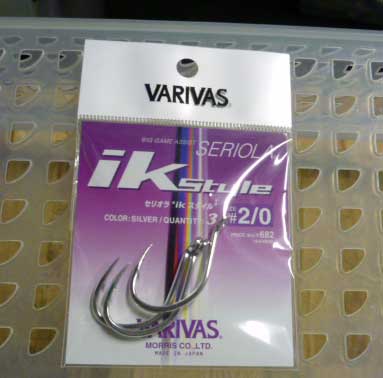 VARIVAS
BIG GAME ASSIST SERIOLA
ik style
セリオラ "ik スタイル"
COLOR: SILVER / QUANTITY: 3
SIZE #2/0
VARIVAS
MORRIS CO.,LTD.
MADE IN JAPAN